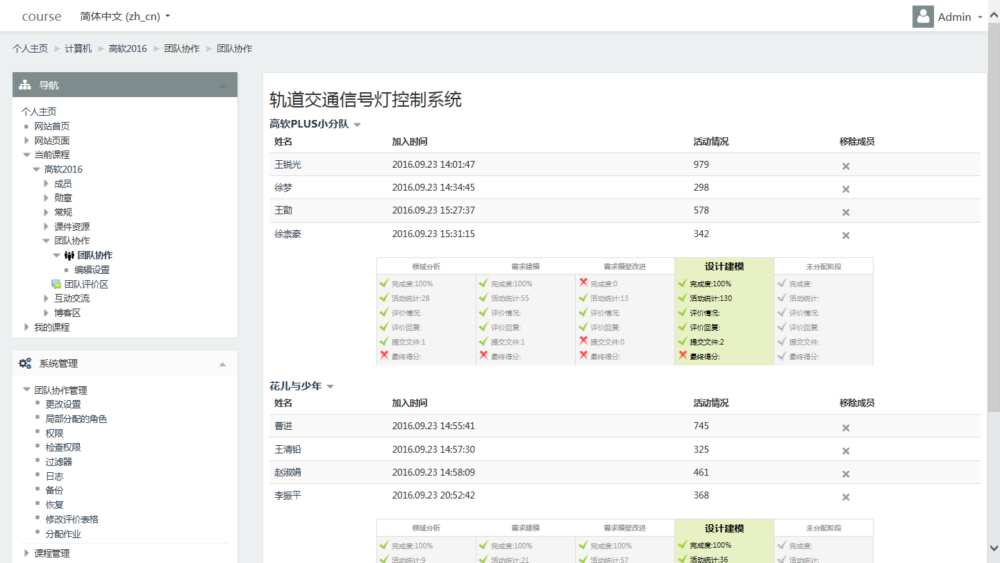 course 简体中文 (zh_cn) Admin
个人主页 计算机 高软2016 团队协作 团队协作
导航
个人主页
网站首页
网站页面
当前课程
高软2016
成员
勋章
常规
课件资源
团队协作
团队协作
编辑设置
团队评价区
互动交流
博客区
我的课程
系统管理
团队协作管理
更改设置
局部分配的角色
权限
检查权限
过滤器
日志
备份
恢复
修改评价表格
分配作业
课程管理
轨道交通信号灯控制系统
高软PLUS小分队
姓名 加入时间 活动情况 移除成员
王锐光 2016.09.23 14:01:47 979
徐梦 2016.09.23 14:34:45 298
王勖 2016.09.23 15:27:37 578
徐崇豪 2016.09.23 15:31:15 342
领域分析 需求建模 需求模型改进 设计建模 未分配阶段
完成度:100% 完成度:100% 完成度:0 完成度:100% 完成度:
活动统计:28 活动统计:55 活动统计:13 活动统计:130 活动统计:
评价情况: 评价情况: 评价情况: 评价情况: 评价情况:
评价回复: 评价回复: 评价回复: 评价回复: 评价回复:
提交文件:1 提交文件:1 提交文件:0 提交文件:2 提交文件:
最终得分: 最终得分: 最终得分: 最终得分: 最终得分:
花儿与少年
姓名 加入时间 活动情况 移除成员
曹进 2016.09.23 14:55:41 745
王清铅 2016.09.23 14:57:30 325
赵淑娟 2016.09.23 14:58:09 461
李振平 2016.09.23 20:52:42 368
领域分析 需求建模 需求模型改进 设计建模 未分配阶段
完成度:100% 完成度:100% 完成度:100% 完成度:100% 完成度:
活动统计:9 活动统计:21 活动统计:57 活动统计:36 活动统计: